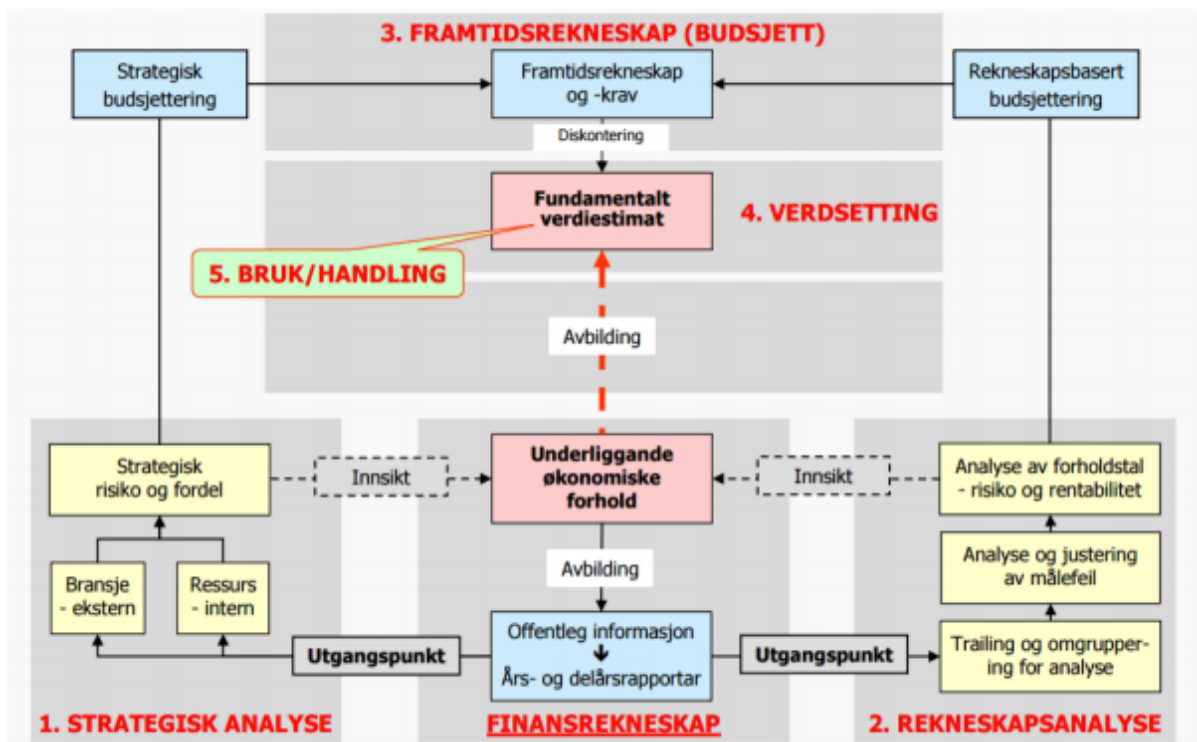 3. FRAMTIDSREKNESKAP (BUDSJETT)
Strategisk
budsjettering
Framtidsrekneskap
og -krav
Rekneskapsbasert
budsjettering
Diskontering
Fundamentalt
verdiestimat
4. VERDSETTING
5. BRUK/HANDLING
Avbilding
Strategisk
risiko og fordel
Innsikt
Underliggande
økonomiske
forhold
Innsikt
Analyse av forholdstal
- risiko og rentabilitet
Bransje
- ekstern
Ressurs
- intern
Avbilding
Analyse og justering
av målefeil
Utgangspunkt
Offentleg informasjon
Års- og delårsrapportar
Utgangspunkt
Trailing og omgrupper-
ing for analyse
1. STRATEGISK ANALYSE
FINANSREKNESKAP
2. REKNESKAPSANALYSE